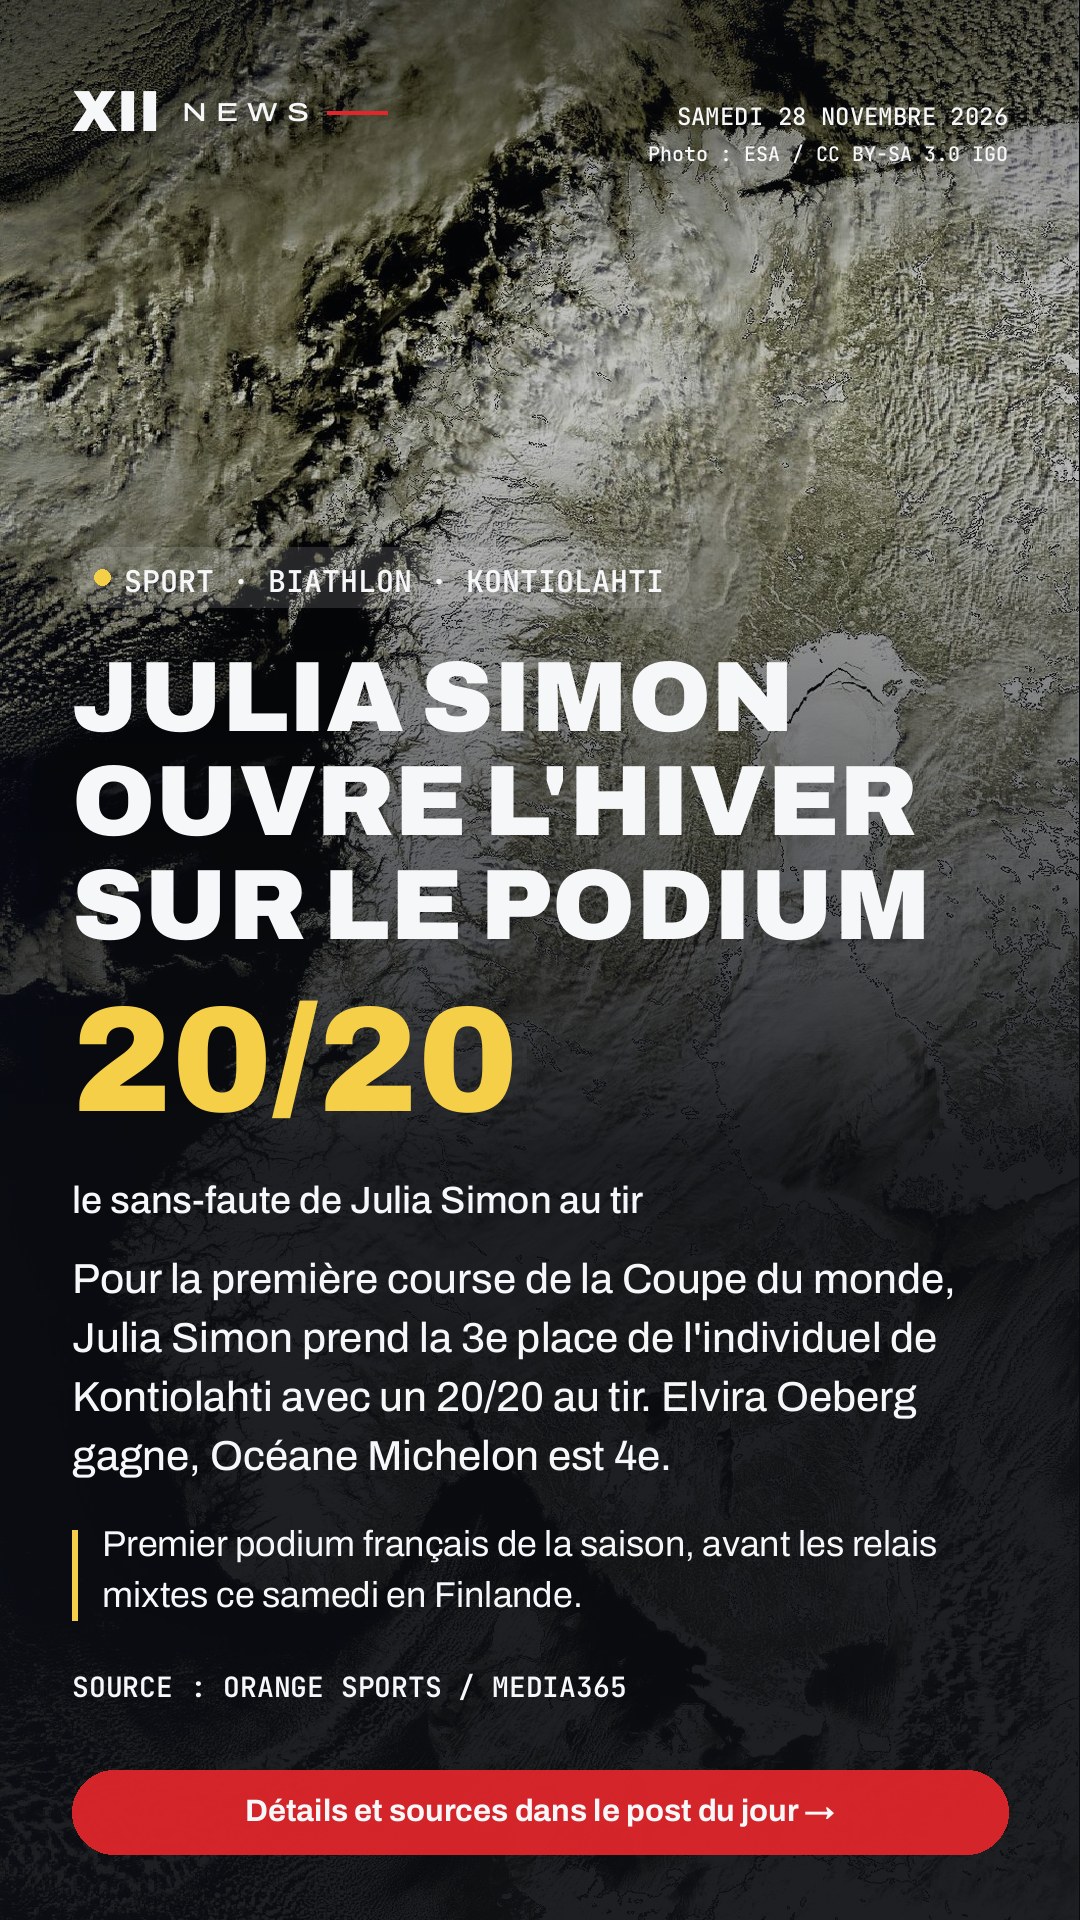 XII NEWS
SAMEDI 28 NOVEMBRE 2026
Photo : ESA / CC BY-SA 3.0 IGO
SPORT · BIATHLON · KONTIOLAHTI
JULIA SIMON
OUVRE L'HIVER
SUR LE PODIUM
20/20
le sans-faute de Julia Simon au tir
Pour la première course de la Coupe du monde,
Julia Simon prend la 3e place de l'individuel de
Kontiolahti avec un 20/20 au tir. Elvira Oeberg
gagne, Océane Michelon est 4e.
Premier podium français de la saison, avant les relais
mixtes ce samedi en Finlande.
SOURCE : ORANGE SPORTS / MEDIA365
Détails et sources dans le post du jour →